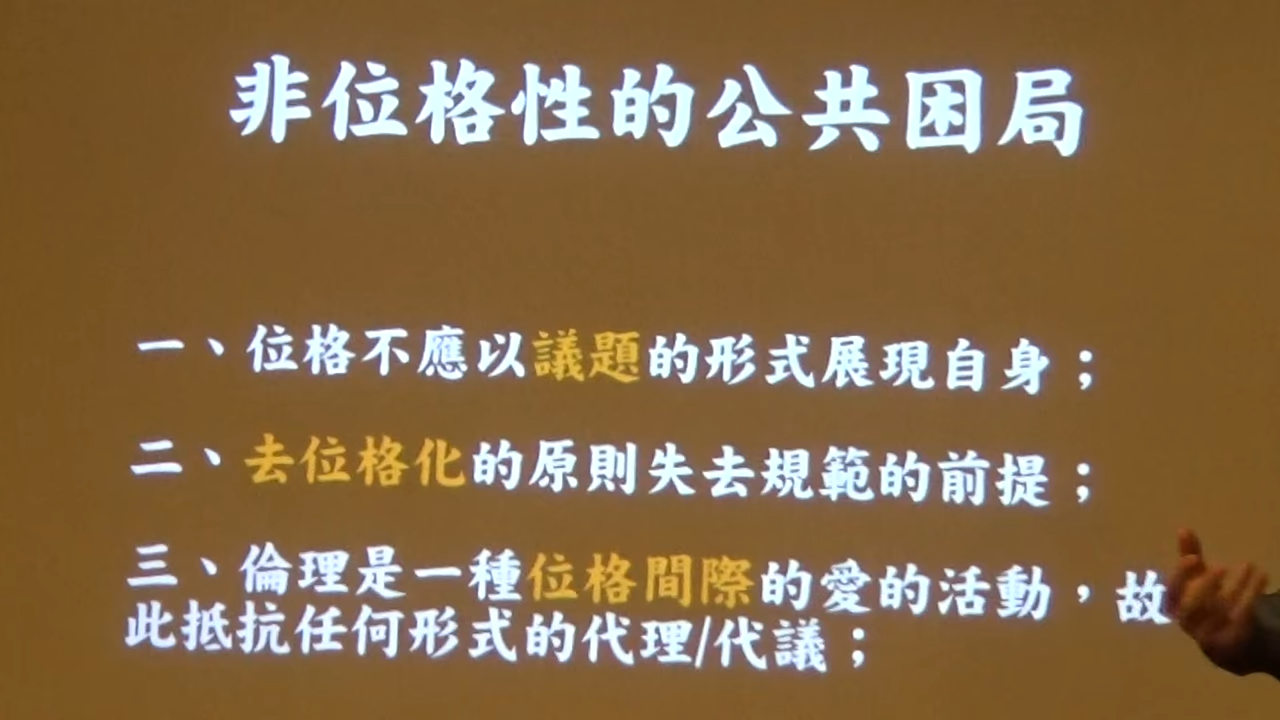 非位格性的公共困局
一、位格不應以議題的形式展現自身；
二、去位格化的原則失去規範的前提；
三、倫理是一種位格間際的愛的活動，故
此抵抗任何形式的代理/代議；